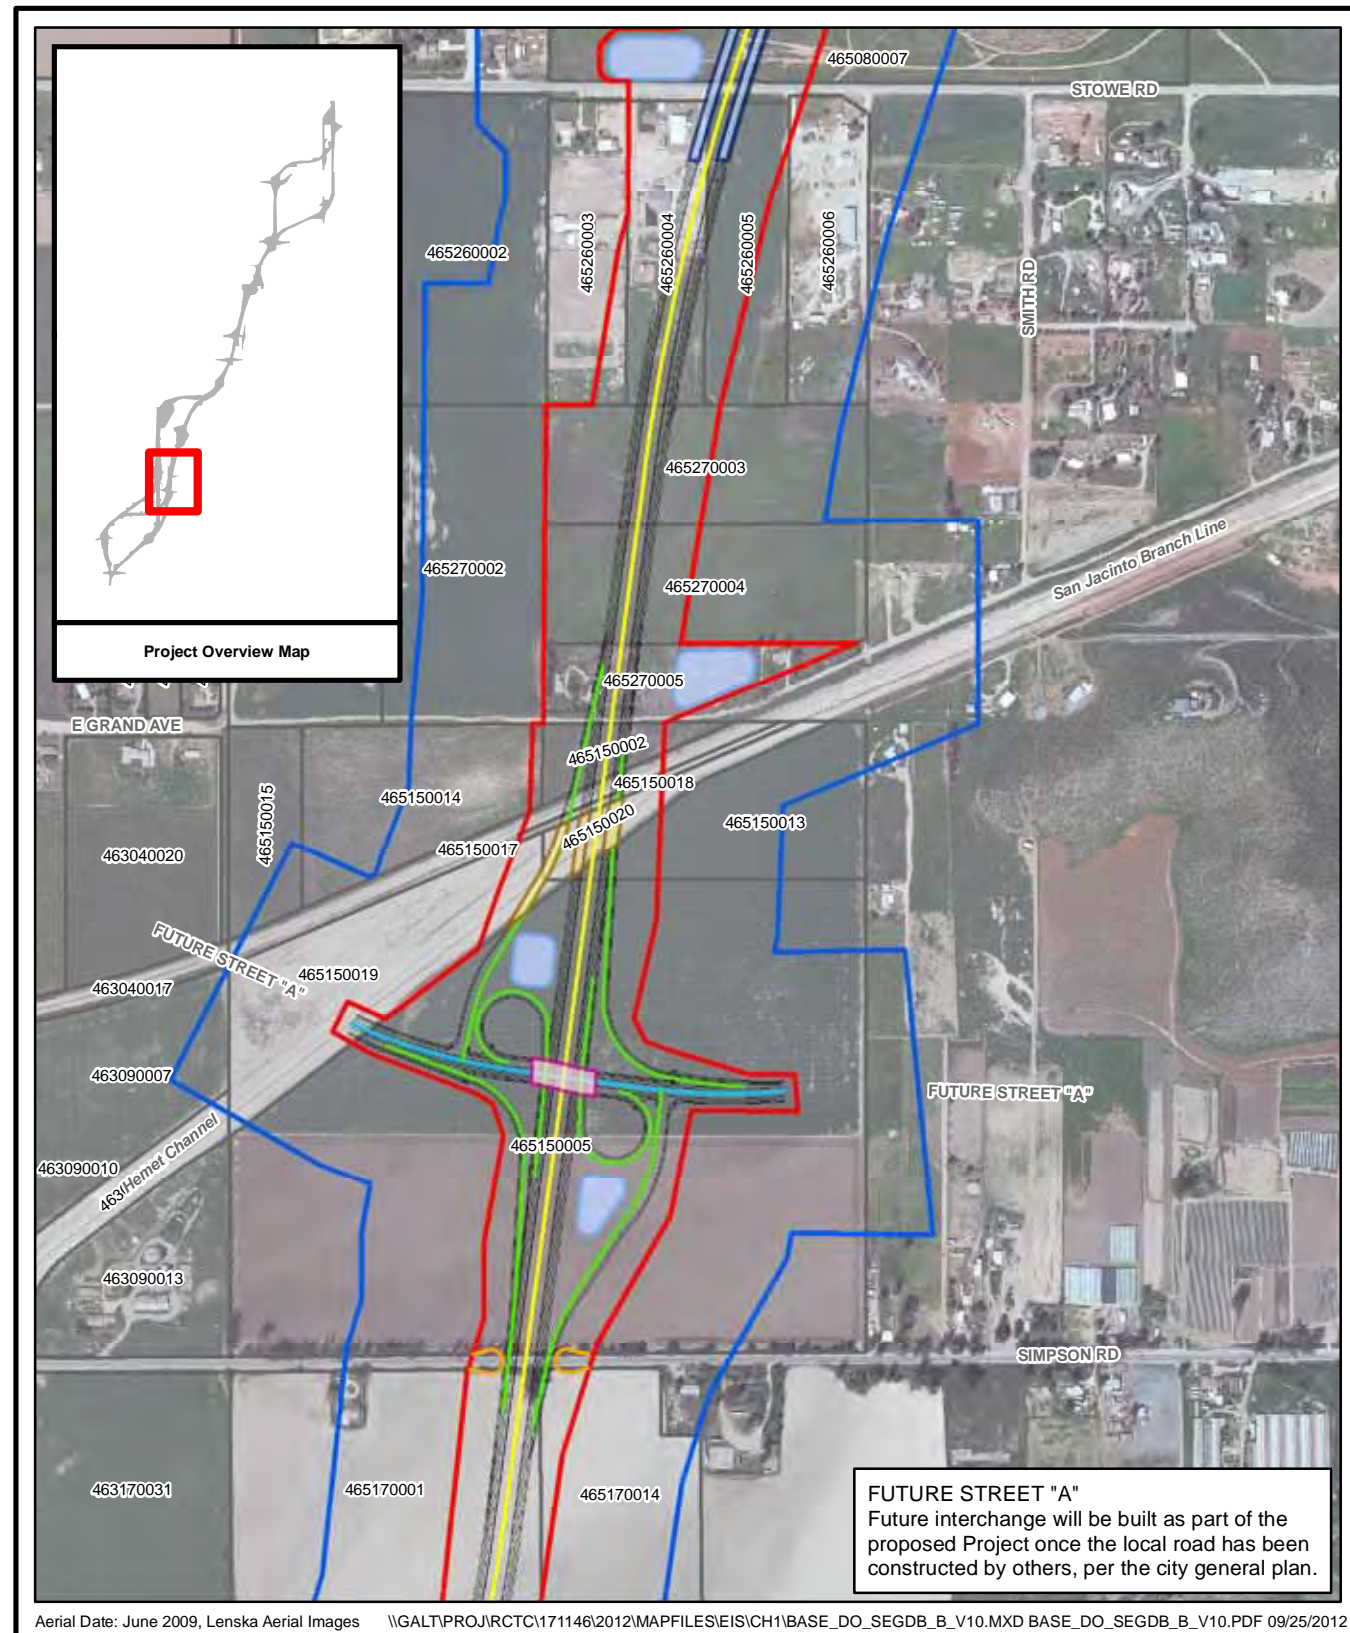 465080007
STOWE RD
465260002
465260003
465260004
465260005
465260006
SMITH RD
465270003
San Jacinto Branch Line
465270002
465270004
Project Overview Map
465270005
E GRAND AVE
465150002
465150018
465150014
465150015
465150020
465150013
465150017
463040020
FUTURE STREET "A"
465150019
463040017
463090007
FUTURE STREET "A"
465150005
Hemet Channel
463090010
463090013
SIMPSON RD
463170031
465170001
465170014
FUTURE STREET "A"
Future interchange will be built as part of the
proposed Project once the local road has been
constructed by others, per the city general plan.
Aerial Date: June 2009, Lenska Aerial Images \\GALT\PROJ\RCTC\171146\2012\MAPFILES\EIS\CH1\BASE_DO_SEGDB_B_V10.MXD BASE_DO_SEGDB_B_V10.PDF 09/25/2012